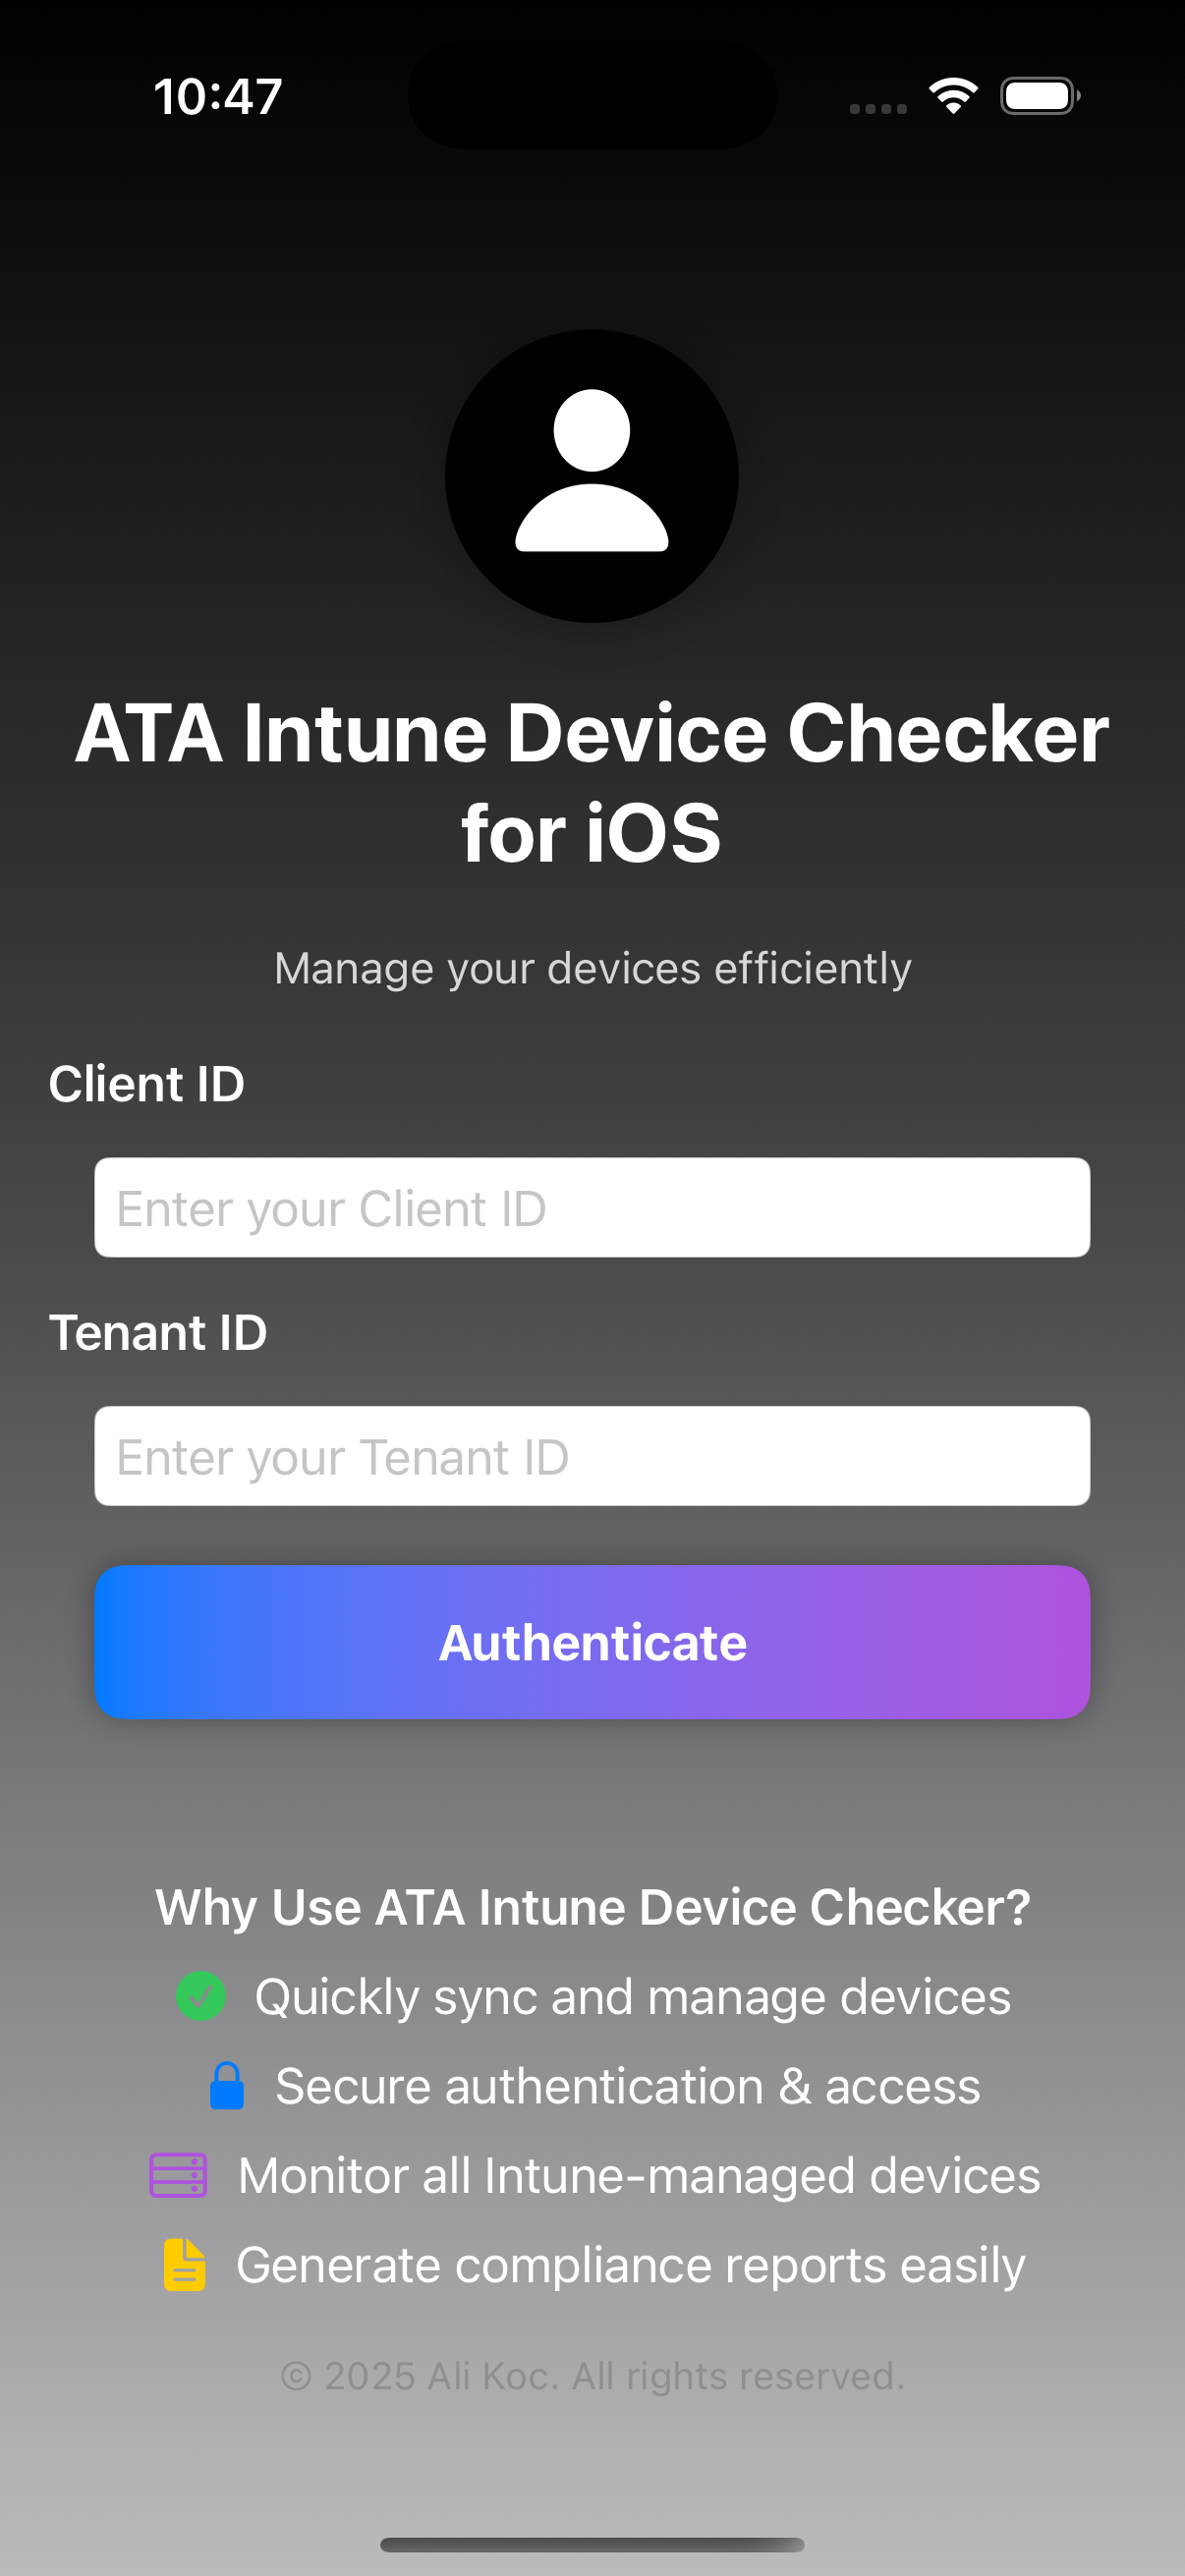 10:47
ATA Intune Device Checker
for iOS
Manage your devices efficiently
Client ID
Enter your Client ID
Tenant ID
Enter your Tenant ID
Authenticate
Why Use ATA Intune Device Checker?
Quickly sync and manage devices
Secure authentication & access
Monitor all Intune-managed devices
Generate compliance reports easily
© 2025 Ali Koc. All rights reserved.